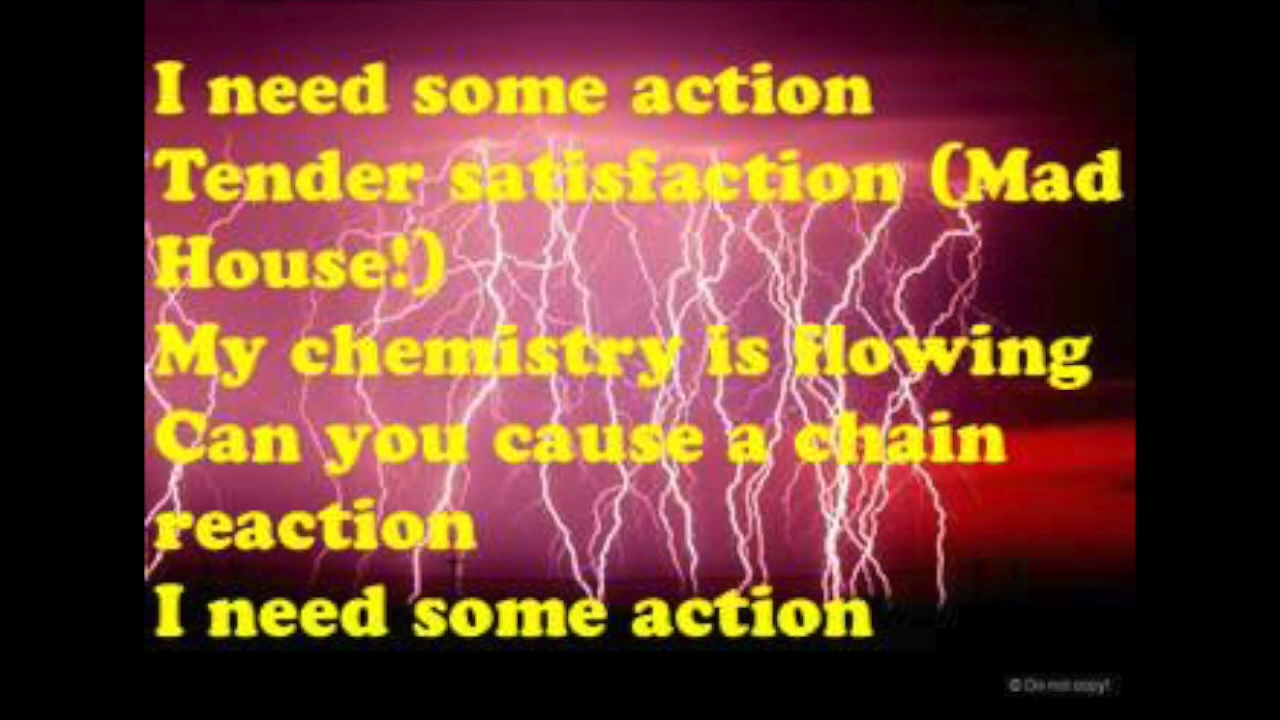 I need some action
Tender satisfaction (Mad
House!)
My chemistry is flowing
Can you cause a chain
reaction
I need some action
© Do not copy!